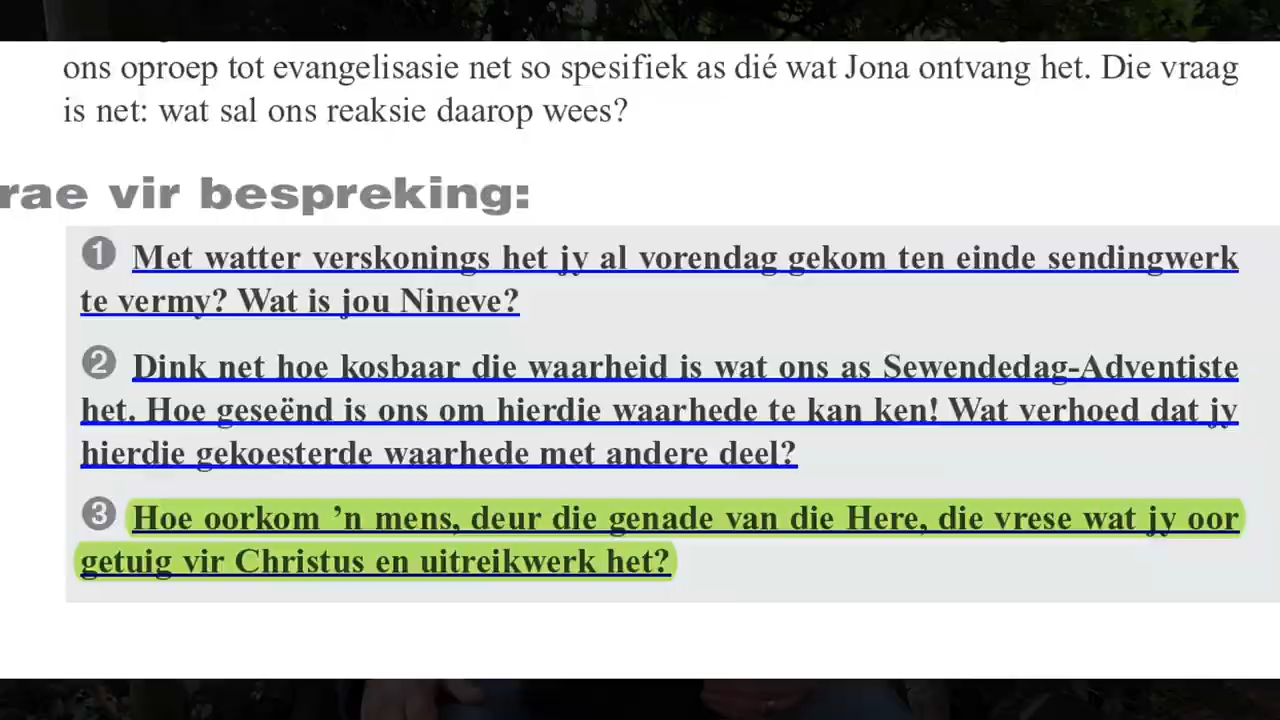 ons oproep tot evangelisasie net so spesifiek as dié wat Jona ontvang het. Die vraag
is net: wat sal ons reaksie daarop wees?
rae vir bespreking:
1 Met watter verskonings het jy al vorendag gekom ten einde sendingwerk
te vermy? Wat is jou Nineve?
2 Dink net hoe kosbaar die waarheid is wat ons as Sewendedag-Adventiste
het. Hoe geseënd is ons om hierdie waarhede te kan ken! Wat verhoed dat jy
hierdie gekoesterde waarhede met andere deel?
3 Hoe oorkom ’n mens, deur die genade van die Here, die vrese wat jy oor
getuig vir Christus en uitreikwerk het?